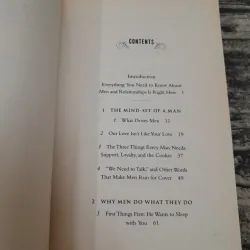 CONTENTS
Introduction
Everything You Need to Know About
Men and Relationships Is Right Here 1
1 THE MIND-SET OF A MAN
1 What Drives Men 11
2 Our Love Isn't Like Your Love 19
3 The Three Things Every Man Needs:
Support, Loyalty, and the Cookie 37
4 "We Need to Talk," and Other Words
That Make Men Run for Cover 49
2 WHY MEN DO WHAT THEY DO
5 First Things First: He Wants to Sleep
with You 61